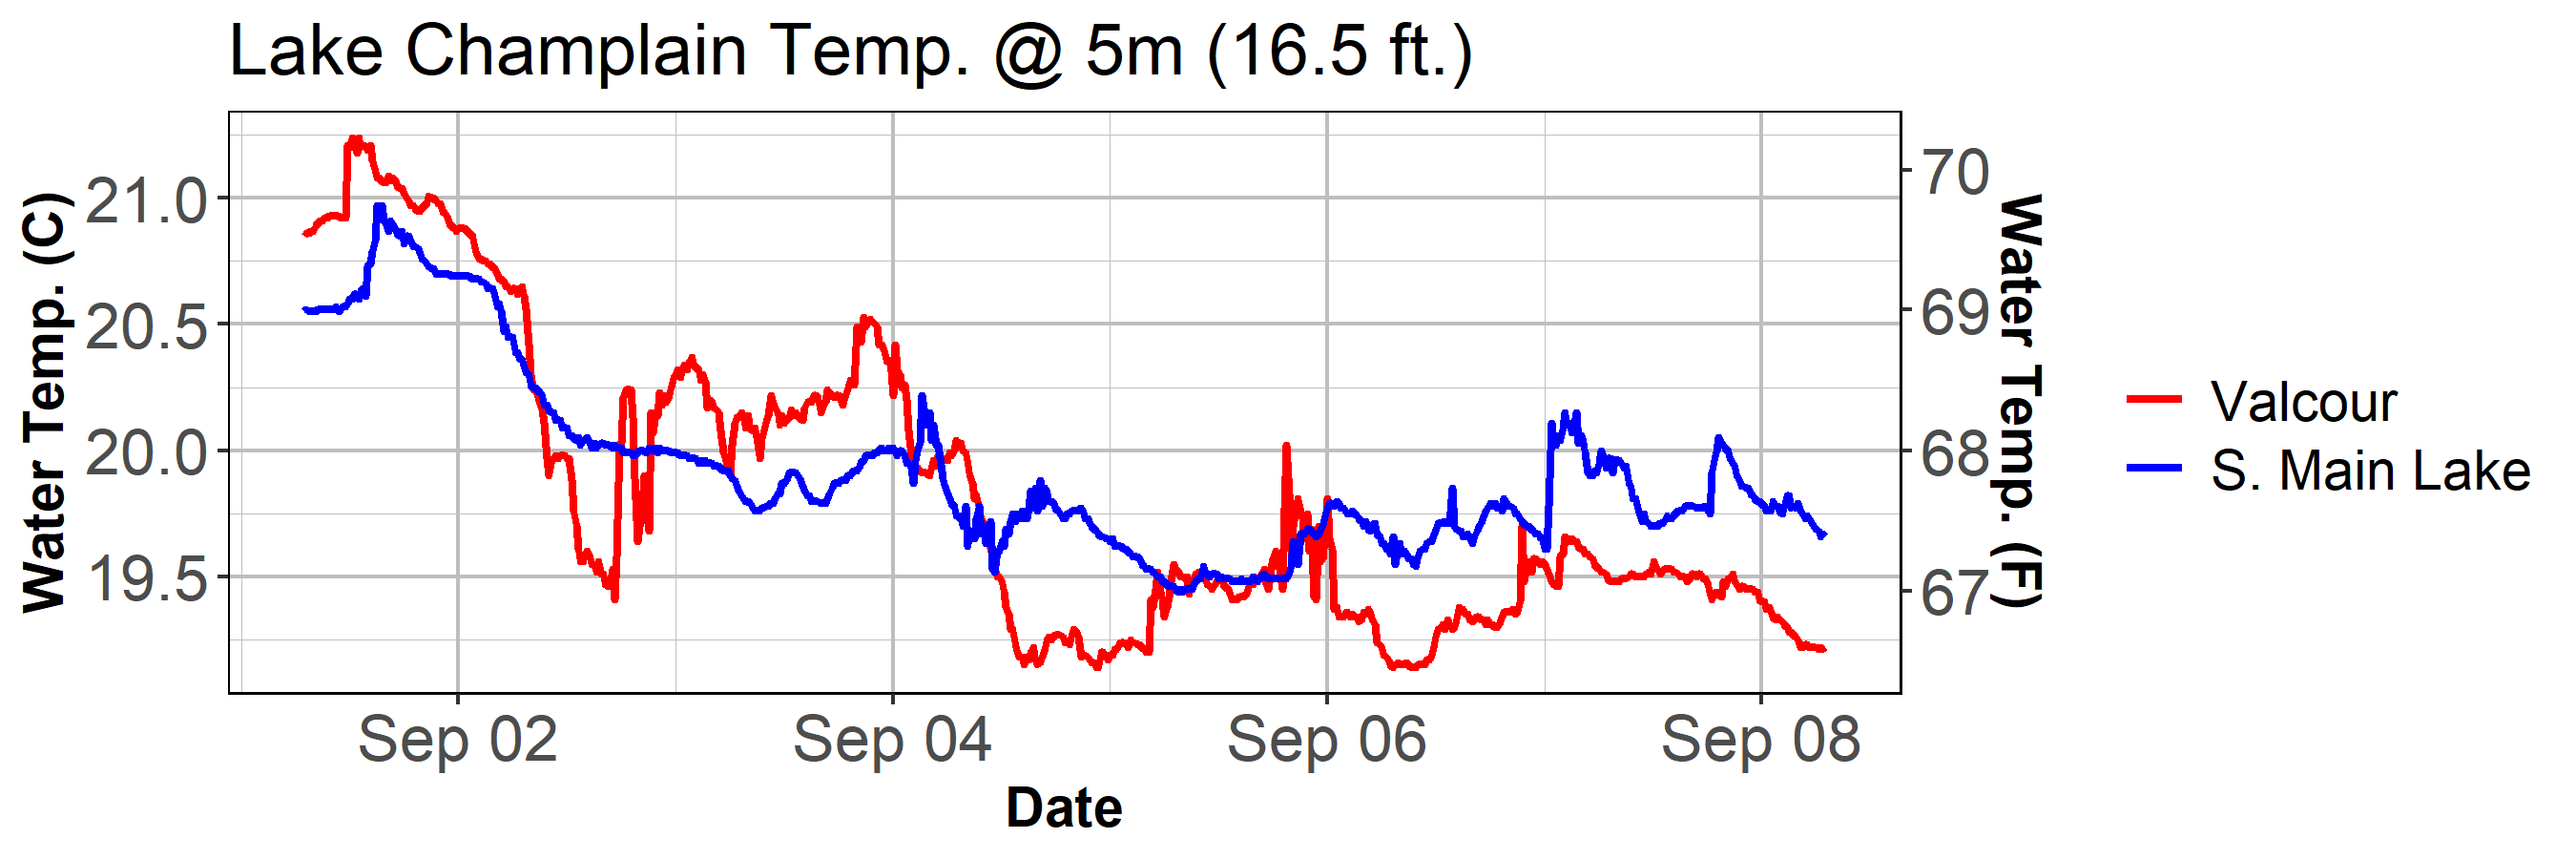 Lake Champlain Temp. @ 5m (16.5 ft.)
Water Temp. (C)
21.0
20.5
20.0
19.5
70
69
68
67
Water Temp. (F)
Sep 02
Sep 04
Sep 06
Sep 08
Date
Valcour
S. Main Lake